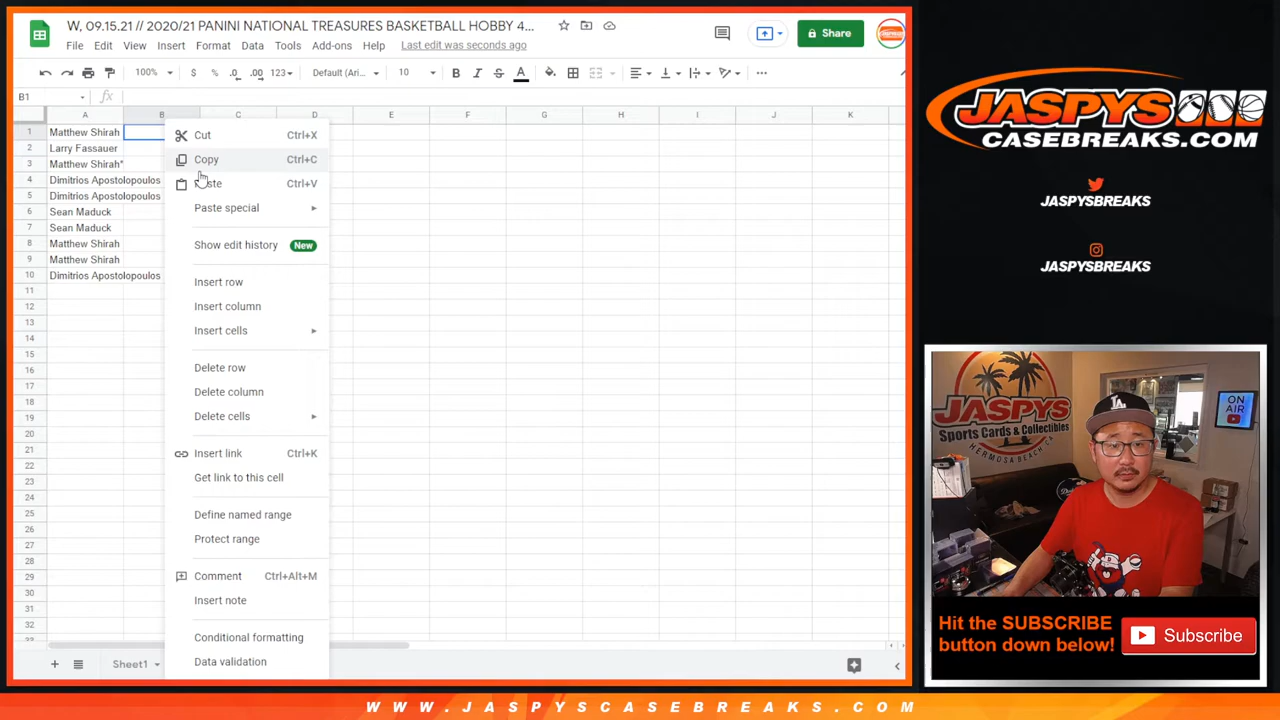 W, 09.15.21 // 2020/21 PANINI NATIONAL TREASURES BASKETBALL HOBBY 4...
File Edit View Insert Format Data Tools Add-ons Help Last edit was seconds ago
Share
100% $ % .0 .00 123 Default (Ari... 10 B I S A
B1 fx
A B C D E F G H I J K
1 Matthew Shirah
2 Larry Fassauer
3 Matthew Shirah*
4 Dimitrios Apostolopoulos
5 Dimitrios Apostolopoulos
6 Sean Maduck
7 Sean Maduck
8 Matthew Shirah
9 Matthew Shirah
10 Dimitrios Apostolopoulos
11
12
13
14
15
16
17
18
19
20
21
22
23
24
25
26
27
28
29
30
31
32
33
Cut Ctrl+X
Copy Ctrl+C
Paste Ctrl+V
Paste special
Show edit history New
Insert row
Insert column
Insert cells
Delete row
Delete column
Delete cells
Insert link Ctrl+K
Get link to this cell
Define named range
Protect range
Comment Ctrl+Alt+M
Insert note
Conditional formatting
Data validation
Sheet1
JASPYS
CASEBREAKS.COM
JASPYSBREAKS
JASPYSBREAKS
JASPYS
Sports Cards & Collectibles
HERMOSA BEACH, CA
ON
AIR
LA
Hit the SUBSCRIBE
button down below!
Subscribe
WWW.JASPYSCASEBREAKS.COM